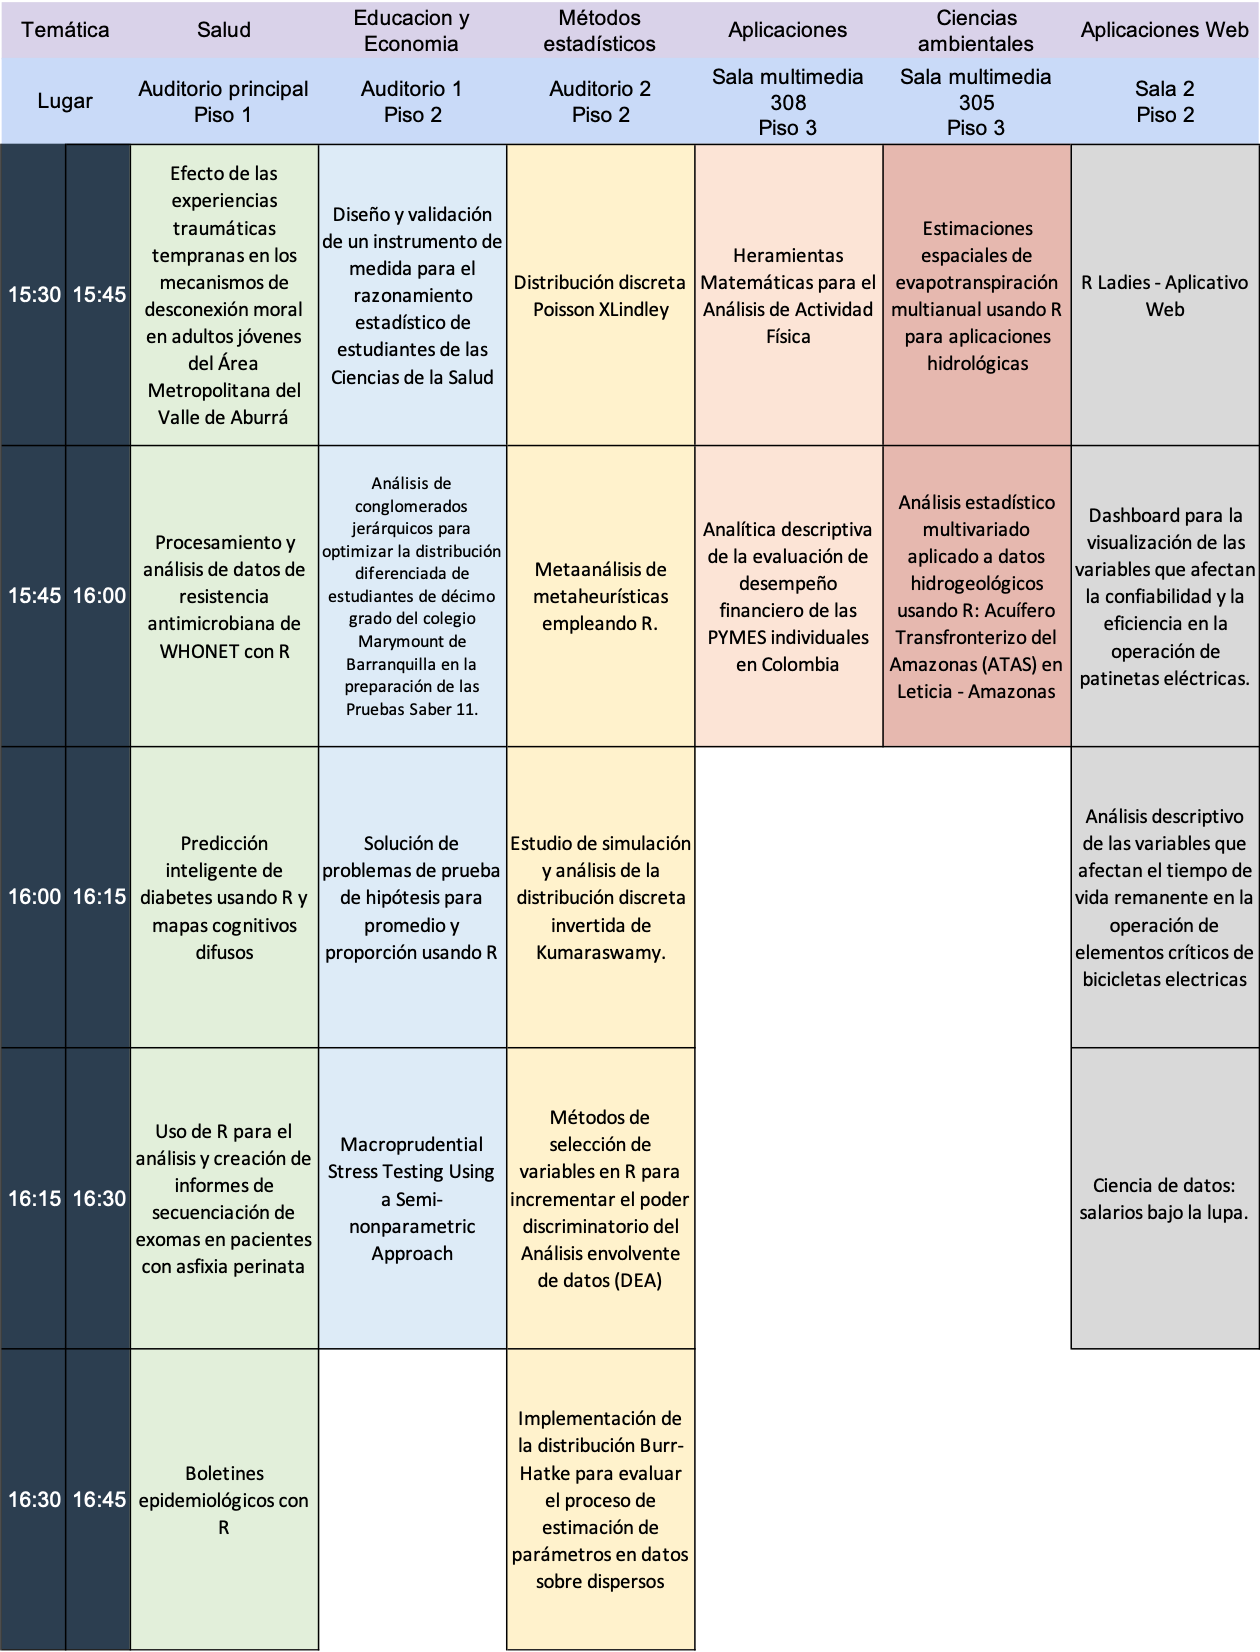 Temática
Salud
Educacion y
Economia
Métodos
estadísticos
Aplicaciones
Ciencias
ambientales
Aplicaciones Web
Lugar
Auditorio principal
Piso 1
Auditorio 1
Piso 2
Auditorio 2
Piso 2
Sala multimedia
308
Piso 3
Sala multimedia
305
Piso 3
Sala 2
Piso 2
15:30 15:45
Efecto de las
experiencias
traumáticas
tempranas en los
mecanismos de
desconexión moral
en adultos jóvenes
del Área
Metropolitana del
Valle de Aburrá
Diseño y validación
de un instrumento de
medida para el
razonamiento
estadístico de
estudiantes de las
Ciencias de la Salud
Distribución discreta
Poisson XLindley
Heramientas
Matemáticas para el
Análisis de Actividad
Física
Estimaciones
espaciales de
evapotranspiración
multianual usando R
para aplicaciones
hidrológicas
R Ladies - Aplicativo
Web
15:45 16:00
Procesamiento y
análisis de datos de
resistencia
antimicrobiana de
WHONET con R
Análisis de
conglomerados
jerárquicos para
optimizar la distribución
diferenciada de
estudiantes de décimo
grado del colegio
Marymount de
Barranquilla en la
preparación de las
Pruebas Saber 11.
Metaanálisis de
metaheurísticas
empleando R.
Analítica descriptiva
de la evaluación de
desempeño
financiero de las
PYMES individuales
en Colombia
Análisis estadístico
multivariado
aplicado a datos
hidrogeológicos
usando R: Acuífero
Transfronterizo del
Amazonas (ATAS) en
Leticia - Amazonas
Dashboard para la
visualización de las
variables que afectan
la confiabilidad y la
eficiencia en la
operación de
patinetas eléctricas.
16:00 16:15
Predicción
inteligente de
diabetes usando R y
mapas cognitivos
difusos
Solución de
problemas de prueba
de hipótesis para
promedio y
proporción usando R
Estudio de simulación
y análisis de la
distribución discreta
invertida de
Kumaraswamy.
Análisis descriptivo
de las variables que
afectan el tiempo de
vida remanente en la
operación de
elementos críticos de
bicicletas electricas
16:15 16:30
Uso de R para el
análisis y creación de
informes de
secuenciación de
exomas en pacientes
con asfixia perinata
Macroprudential
Stress Testing Using
a Semi-
nonparametric
Approach
Métodos de
selección de
variables en R para
incrementar el poder
discriminatorio del
Análisis envolvente
de datos (DEA)
Ciencia de datos:
salarios bajo la lupa.
16:30 16:45
Boletines
epidemiológicos con
R
Implementación de
la distribución Burr-
Hatke para evaluar
el proceso de
estimación de
parámetros en datos
sobre dispersos